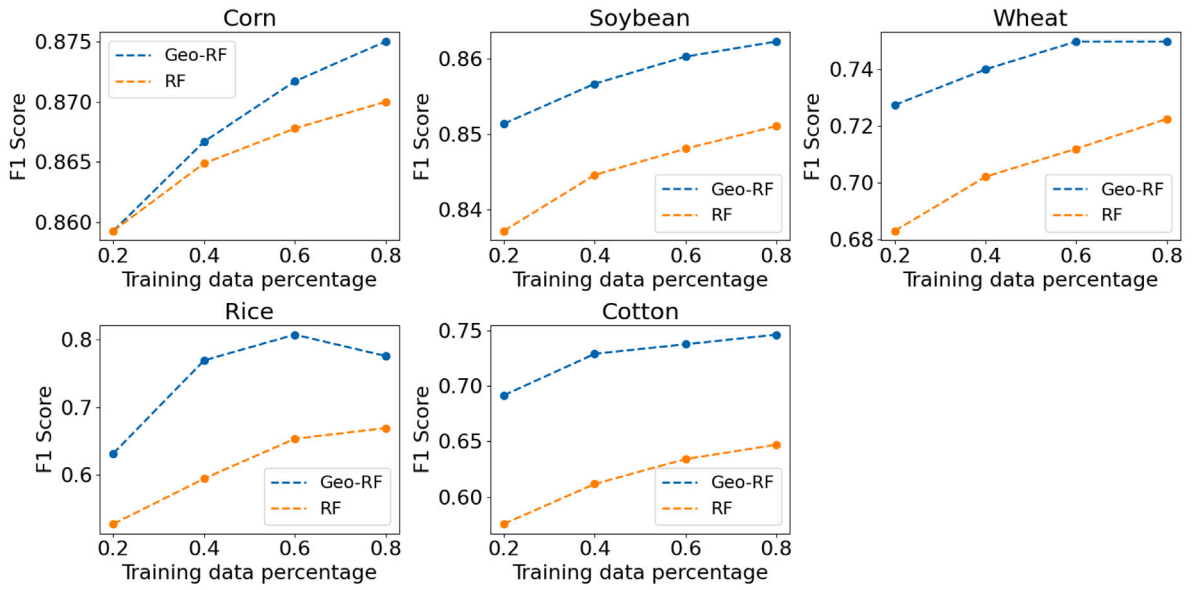 Corn
F1 Score
0.875
0.870
0.865
0.860
Geo-RF
RF
0.2 0.4 0.6 0.8
Training data percentage
Soybean
F1 Score
0.86
0.85
0.84
Geo-RF
RF
0.2 0.4 0.6 0.8
Training data percentage
Wheat
F1 Score
0.74
0.72
0.70
0.68
Geo-RF
RF
0.2 0.4 0.6 0.8
Training data percentage
Rice
F1 Score
0.8
0.7
0.6
Geo-RF
RF
0.2 0.4 0.6 0.8
Training data percentage
Cotton
F1 Score
0.75
0.70
0.65
0.60
Geo-RF
RF
0.2 0.4 0.6 0.8
Training data percentage